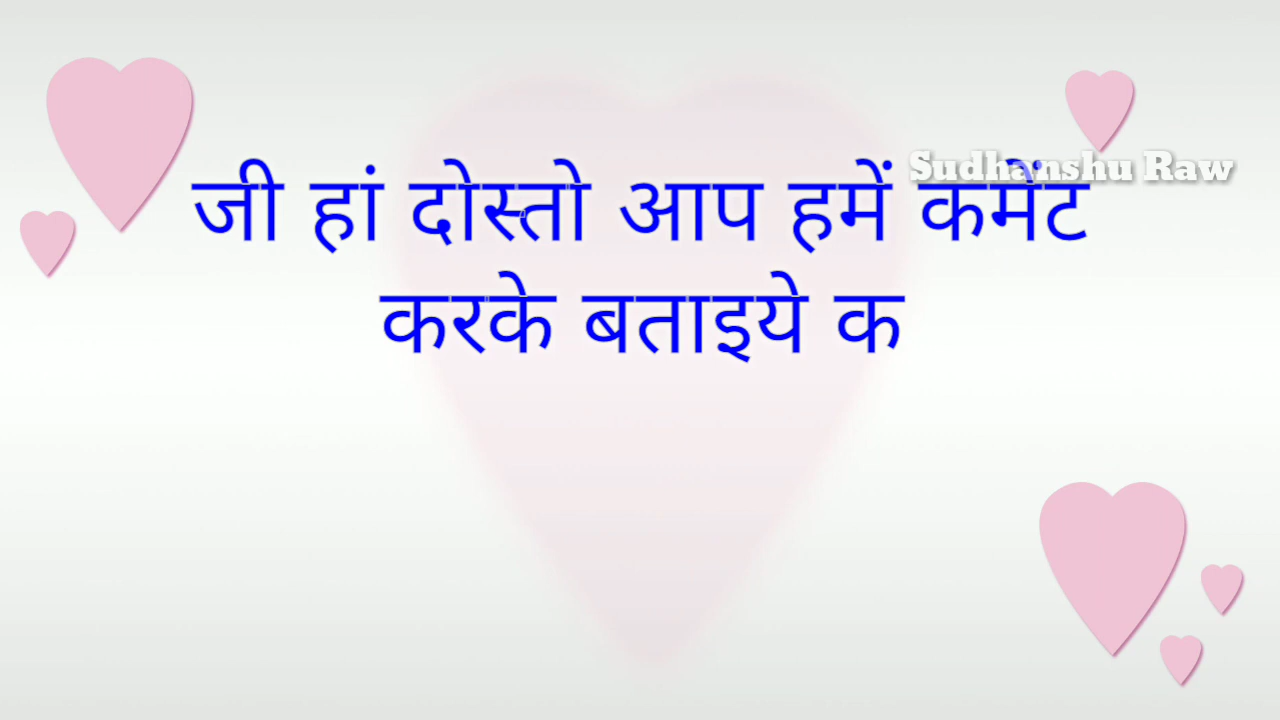 Sudhanshu Raw
जी हां दोस्तो आप हमें कमेंट
करके बताइये क